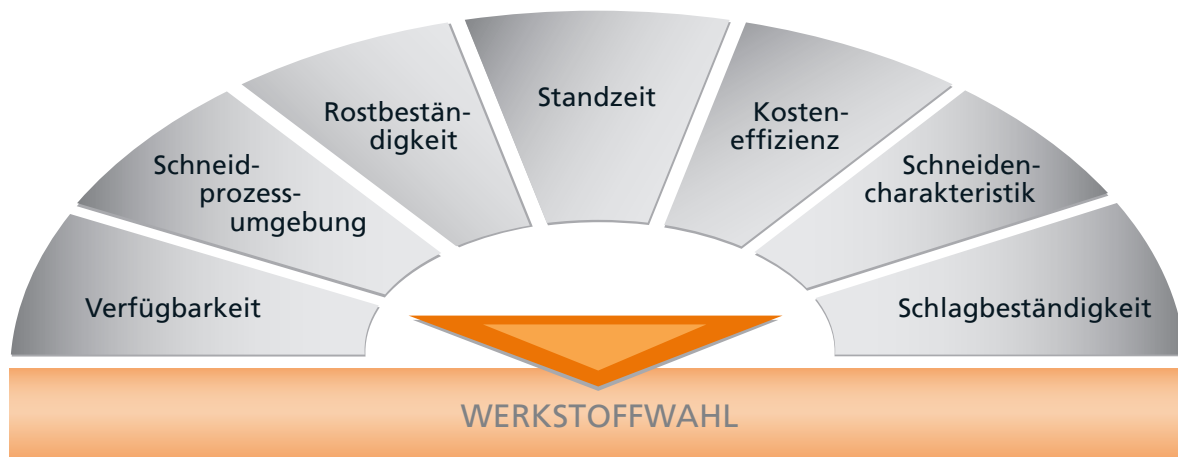 Verfügbarkeit
Schneid-
prozess-
umgebung
Rostbestän-
digkeit
Standzeit
Kosten-
effizienz
Schneiden-
charakteristik
Schlagbeständigkeit
WERKSTOFFWAHL